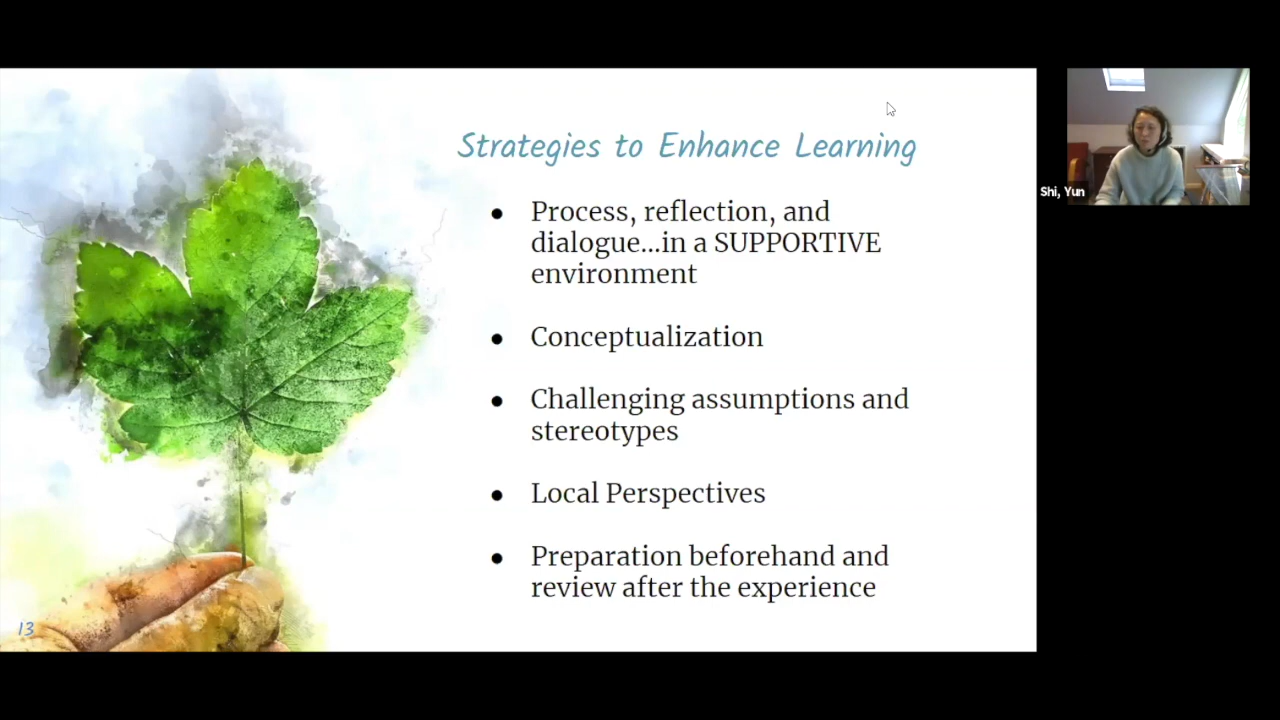 Strategies to Enhance Learning
● Process, reflection, and
dialogue...in a SUPPORTIVE
environment
● Conceptualization
● Challenging assumptions and
stereotypes
● Local Perspectives
● Preparation beforehand and
review after the experience
13
Shi, Yun